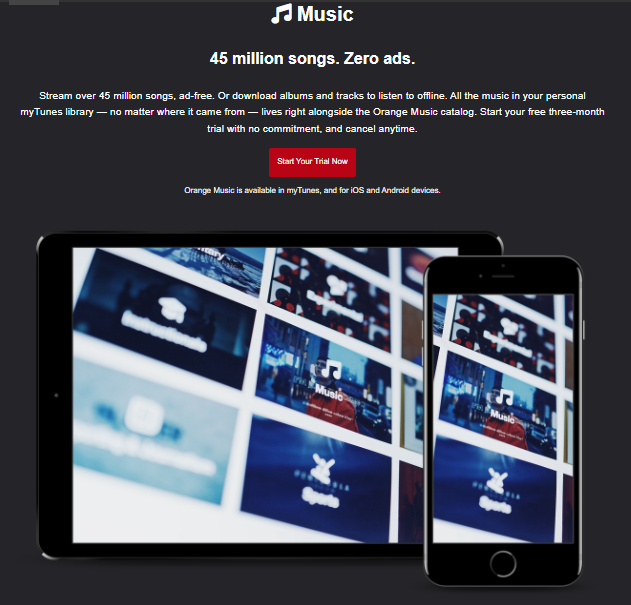 Music
45 million songs. Zero ads.
Stream over 45 million songs, ad-free. Or download albums and tracks to listen to offline. All the music in your personal
myTunes library — no matter where it came from — lives right alongside the Orange Music catalog. Start your free three-month
trial with no commitment, and cancel anytime.
Start Your Trial Now
Orange Music is available in myTunes, and for iOS and Android devices.
Instructionals
Music
Sports
Music
Sports